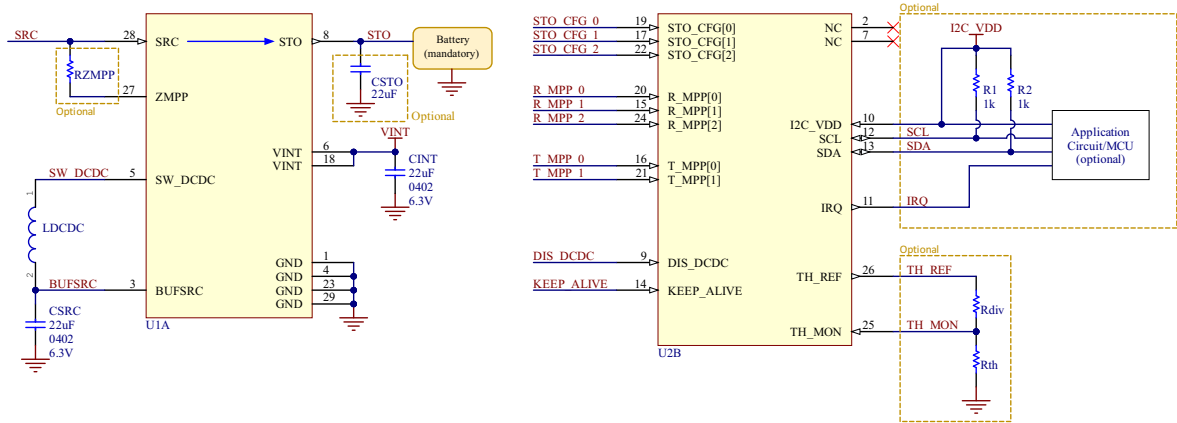 Optional
SRC
28
SRC
STO
8
STO
Battery
(mandatory)
RZMPP
27
ZMPP
Optional
CSTO
22uF
Optional
VINT
VINT
6
VINT
18
CINT
22uF
0402
6.3V
SW_DCDC
5
SW_DCDC
1
LDCDC
2
BUFSRC
3
BUFSRC
GND
1
GND
4
GND
23
GND
29
CSRC
22uF
0402
6.3V
U1A
STO_CFG_0
19
STO_CFG[0]
STO_CFG_1
17
STO_CFG[1]
STO_CFG_2
22
STO_CFG[2]
NC
2
NC
7
R_MPP_0
20
R_MPP[0]
R_MPP_1
15
R_MPP[1]
R_MPP_2
24
R_MPP[2]
T_MPP_0
16
T_MPP[0]
T_MPP_1
21
T_MPP[1]
I2C_VDD
R1
1k
R2
1k
I2C_VDD
10
SCL
12
SCL
SDA
13
SDA
Application
Circuit/MCU
(optional)
IRQ
11
IRQ
DIS_DCDC
9
DIS_DCDC
KEEP_ALIVE
14
KEEP_ALIVE
Optional
TH_REF
26
TH_REF
Rdiv
TH_MON
25
TH_MON
Rth
U2B